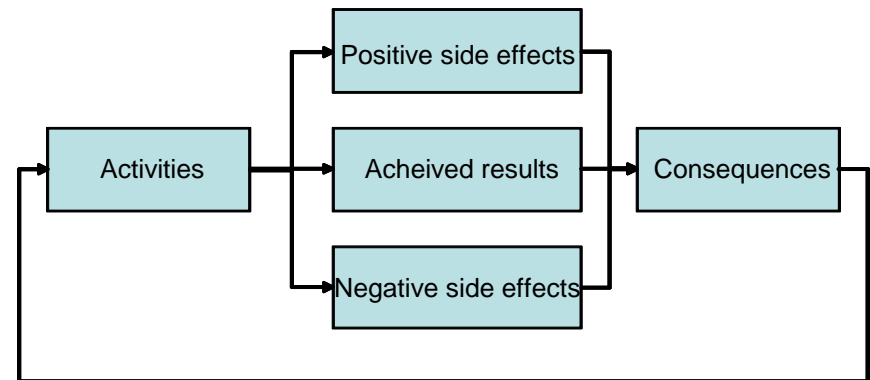 Positive side effects
Activities
Acheived results
Consequences
Negative side effects